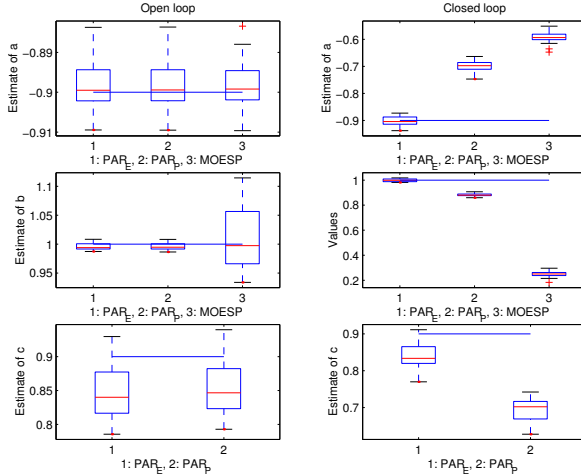 Open loop
Closed loop
Estimate of a
−0.89
−0.9
−0.91
1 2 3
1: PAR_E, 2: PAR_P, 3: MOESP
Estimate of a
−0.6
−0.7
−0.8
−0.9
1 2 3
1: PAR_E, 2: PAR_P, 3: MOESP
Estimate of b
1.1
1.05
1
0.95
1 2 3
1: PAR_E, 2: PAR_P, 3: MOESP
Values
1
0.8
0.6
0.4
0.2
1 2 3
1: PAR_E, 2: PAR_P, 3: MOESP
Estimate of c
0.9
0.85
0.8
1 2
1: PAR_E, 2: PAR_P
Estimate of c
0.9
0.8
0.7
1 2
1: PAR_E, 2: PAR_P